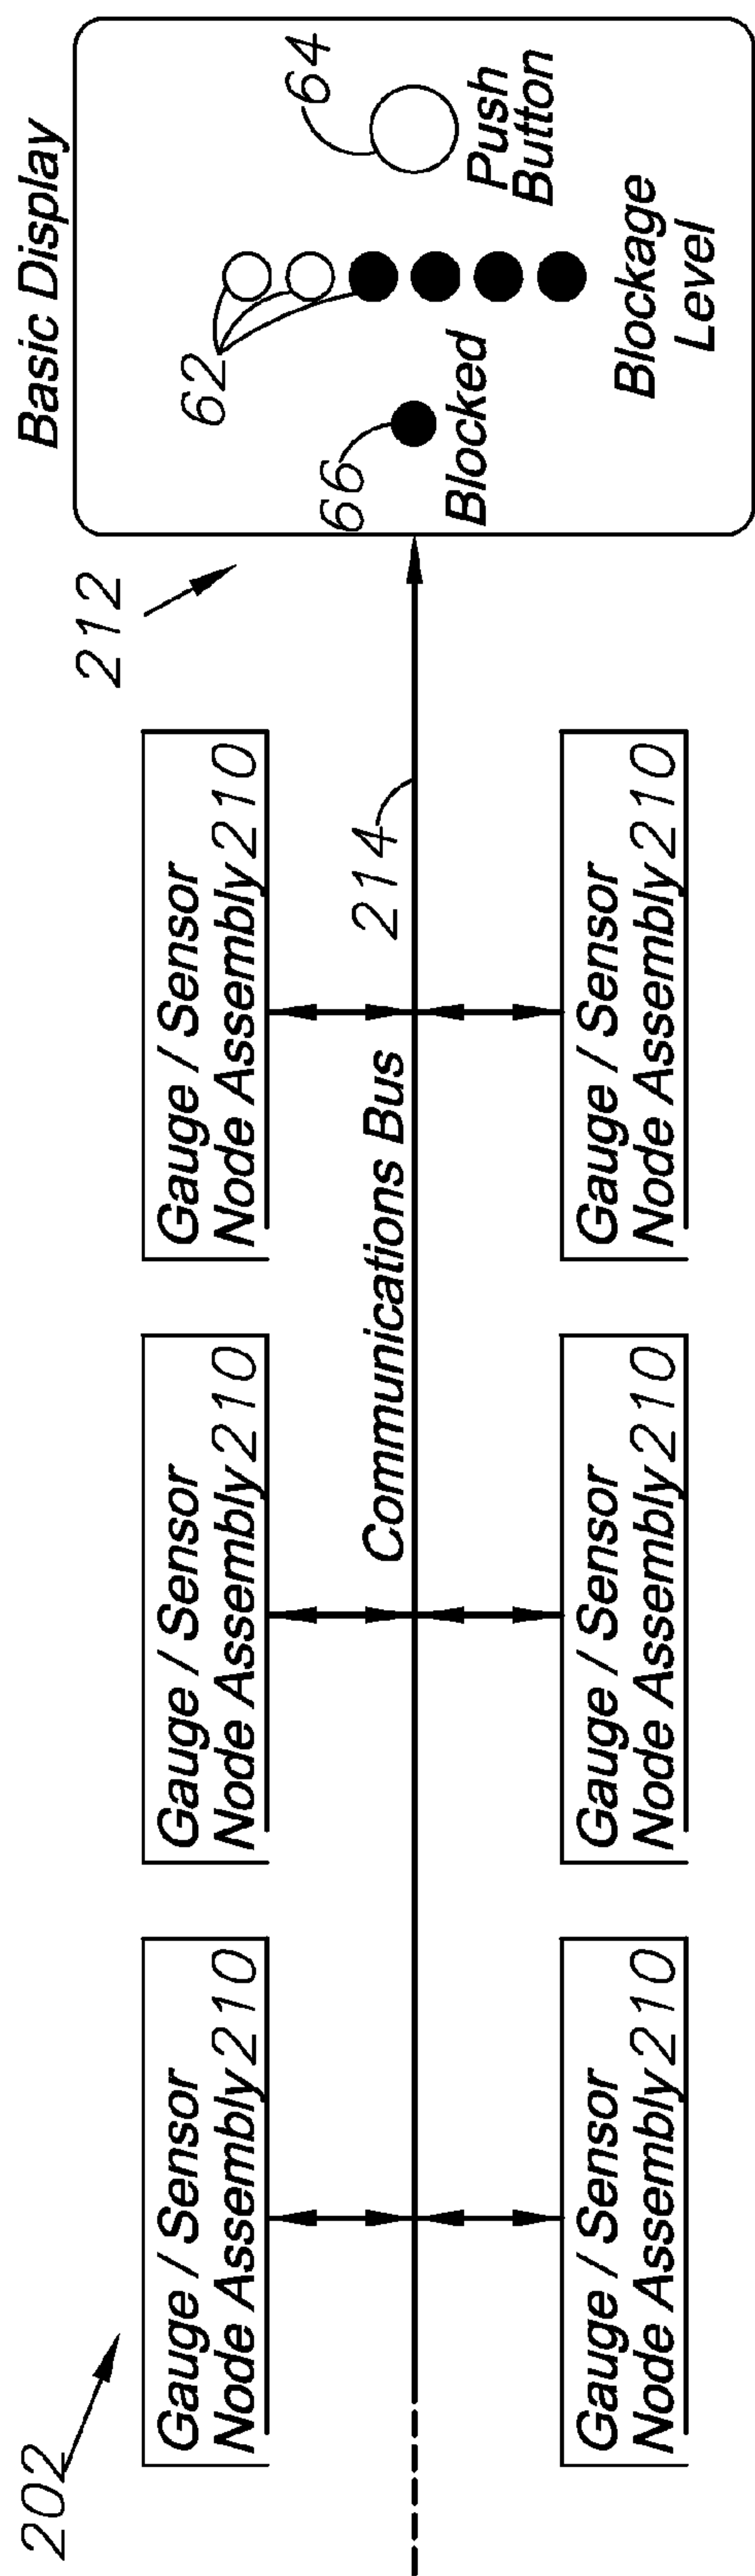 202
Gauge / Sensor
Node Assembly 210
Gauge / Sensor
Node Assembly 210
Gauge / Sensor
Node Assembly 210
Communications Bus
214
Gauge / Sensor
Node Assembly 210
Gauge / Sensor
Node Assembly 210
Gauge / Sensor
Node Assembly 210
212
Basic Display
66
Blocked
62
Blockage
Level
64
Push
Button